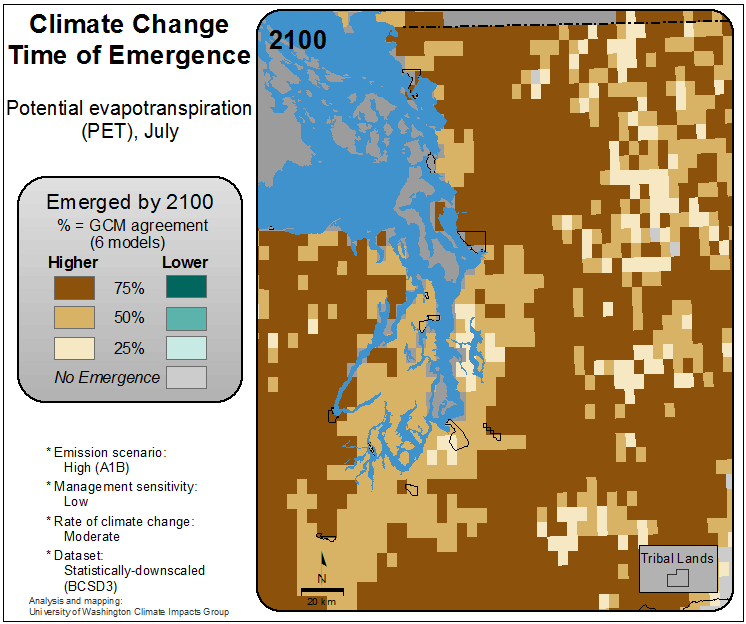 Climate Change
Time of Emergence
Potential evapotranspiration
(PET), July
Emerged by 2100
% = GCM agreement
(6 models)
Higher Lower
75%
50%
25%
No Emergence
* Emission scenario:
High (A1B)
* Management sensitivity:
Low
* Rate of climate change:
Moderate
* Dataset:
Statistically-downscaled
(BCSD3)
Analysis and mapping:
University of Washington Climate Impacts Group
2100
N
20 km
Tribal Lands